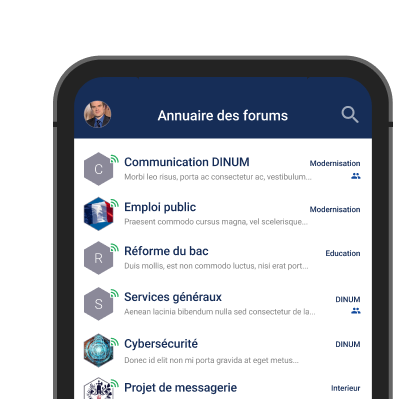 Annuaire des forums
C
Communication DINUM
Modernisation
Morbi leo risus, porta ac consectetur ac, vestibulum...
Emploi public
Modernisation
Praesent commodo cursus magna, vel scelerisque...
R
Réforme du bac
Education
Duis mollis, est non commodo luctus, nisi erat port...
S
Services généraux
DINUM
Aenean lacinia bibendum nulla sed consectetur de la...
Cybersécurité
DINUM
Donec id elit non mi porta gravida at eget metus...
Projet de messagerie
Interieur